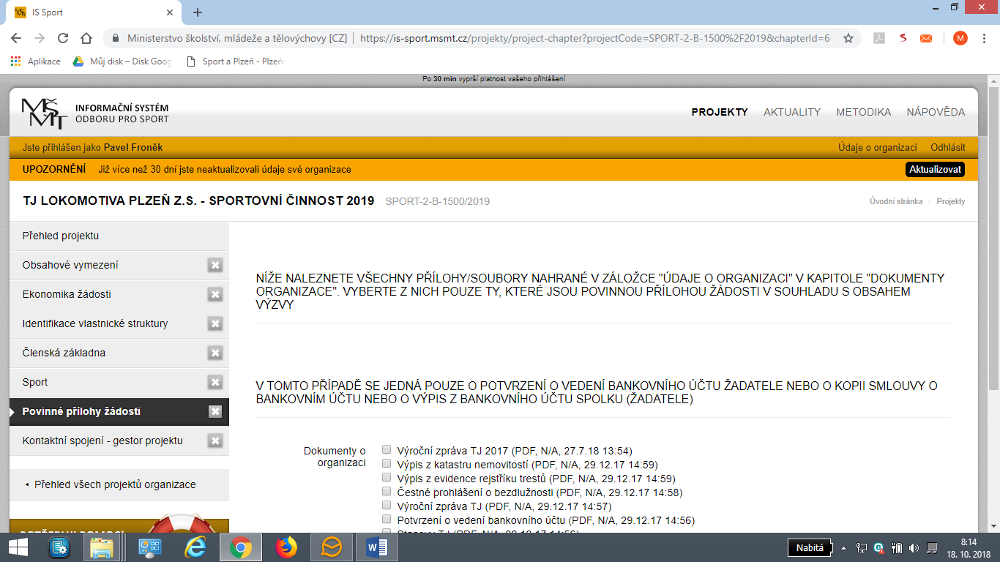 IS Sport
Ministerstvo školství, mládeže a tělovýchovy [CZ] https://is-sport.msmt.cz/projekty/project-chapter?projectCode=SPORT-2-B-1500%2F2019&chapterId=6
M
Aplikace Můj disk – Disk Goog Sport a Plzeň - Plzeň
Po 30 min vyprší platnost vašeho přihlášení
MŠMT
INFORMAČNÍ SYSTÉM
ODBORU PRO SPORT
PROJEKTY AKTUALITY METODIKA NÁPOVĚDA
Jste přihlášen jako Pavel Froněk Údaje o organizaci Odhlásit
UPOZORNĚNÍ Již více než 30 dní jste neaktualizovali údaje své organizace Aktualizovat
TJ LOKOMOTIVA PLZEŇ Z.S. - SPORTOVNÍ ČINNOST 2019 SPORT-2-B-1500/2019 Úvodní stránka Projekty
Přehled projektu
Obsahové vymezení
Ekonomika žádosti
Identifikace vlastnické struktury
Členská základna
Sport
Povinné přílohy žádosti
Kontaktní spojení - gestor projektu
Přehled všech projektů organizace
NÍŽE NALEZNETE VŠECHNY PŘÍLOHY/SOUBORY NAHRANÉ V ZÁLOŽCE "ÚDAJE O ORGANIZACI" V KAPITOLE "DOKUMENTY
ORGANIZACE". VYBERTE Z NICH POUZE TY, KTERÉ JSOU POVINNOU PŘÍLOHOU ŽÁDOSTI V SOULADU S OBSAHEM
VÝZVY
V TOMTO PŘÍPADĚ SE JEDNÁ POUZE O POTVRZENÍ O VEDENÍ BANKOVNÍHO ÚČTU ŽADATELE NEBO O KOPII SMLOUVY O
BANKOVNÍM ÚČTU NEBO O VÝPIS Z BANKOVNÍHO ÚČTU SPOLKU (ŽADATELE)
Dokumenty o
organizaci
Výroční zpráva TJ 2017 (PDF, N/A, 27.7.18 13:54)
Výpis z katastru nemovitostí (PDF, N/A, 29.12.17 14:59)
Výpis z evidence rejstříku trestů (PDF, N/A, 29.12.17 14:59)
Čestné prohlášení o bezdlužnosti (PDF, N/A, 29.12.17 14:58)
Výroční zpráva TJ (PDF, N/A, 29.12.17 14:57)
Potvrzení o vedení bankovního účtu (PDF, N/A, 29.12.17 14:56)
Nabitá
8:14
18. 10. 2018